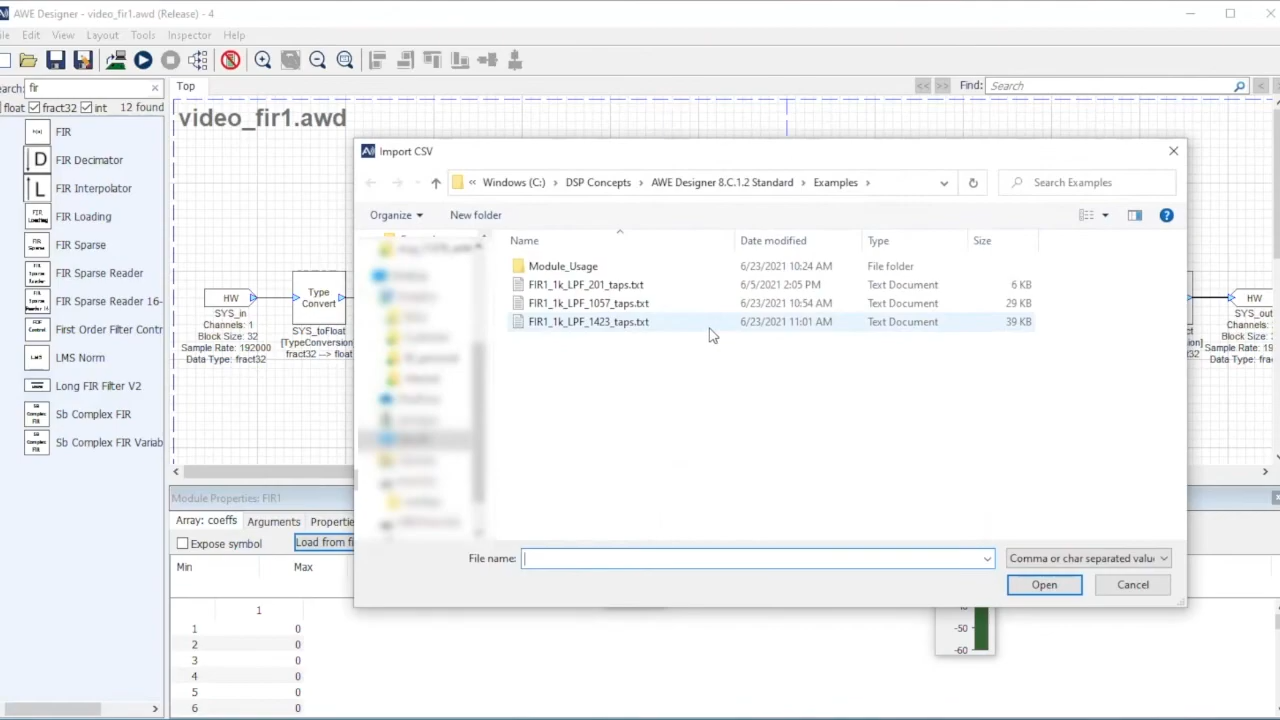 AWE Designer - video_fir1.awd (Release) - 4
Edit View Layout Tools Inspector Help
fir
Top
<< >> Find: Search
float fract32 int 12 found
FIR
FIR Decimator
FIR Interpolator
FIR Loading
FIR Sparse
FIR Sparse Reader
FIR Sparse Reader 16-
First Order Filter Contr
LMS Norm
Long FIR Filter V2
Sb Complex FIR
Sb Complex FIR Variab
video_fir1.awd
HW
SYS_in
Channels: 1
Block Size: 32
Sample Rate: 192000
Data Type: fract32
Type
Convert
SYS_toFloat
[TypeConversion
fract32 --> float
Import CSV
<< Windows (C:) > DSP Concepts > AWE Designer 8.C.1.2 Standard > Examples >
Search Examples
Organize New folder
Name Date modified Type Size
Module_Usage 6/23/2021 10:24 AM File folder
FIR1_1k_LPF_201_taps.txt 6/5/2021 2:05 PM Text Document 6 KB
FIR1_1k_LPF_1057_taps.txt 6/23/2021 10:54 AM Text Document 29 KB
FIR1_1k_LPF_1423_taps.txt 6/23/2021 11:01 AM Text Document 39 KB
File name: Comma or char separated valu
Open Cancel
HW
SYS_out
Channels:
Block Size: 3
Sample Rate: 19
Data Type: frac
Module Properties: FIR1
Array: coeffs Arguments Propertie
Expose symbol Load from fi
Min Max
1
1 0
2 0
3 0
4 0
5 0
6 0
-50
-60